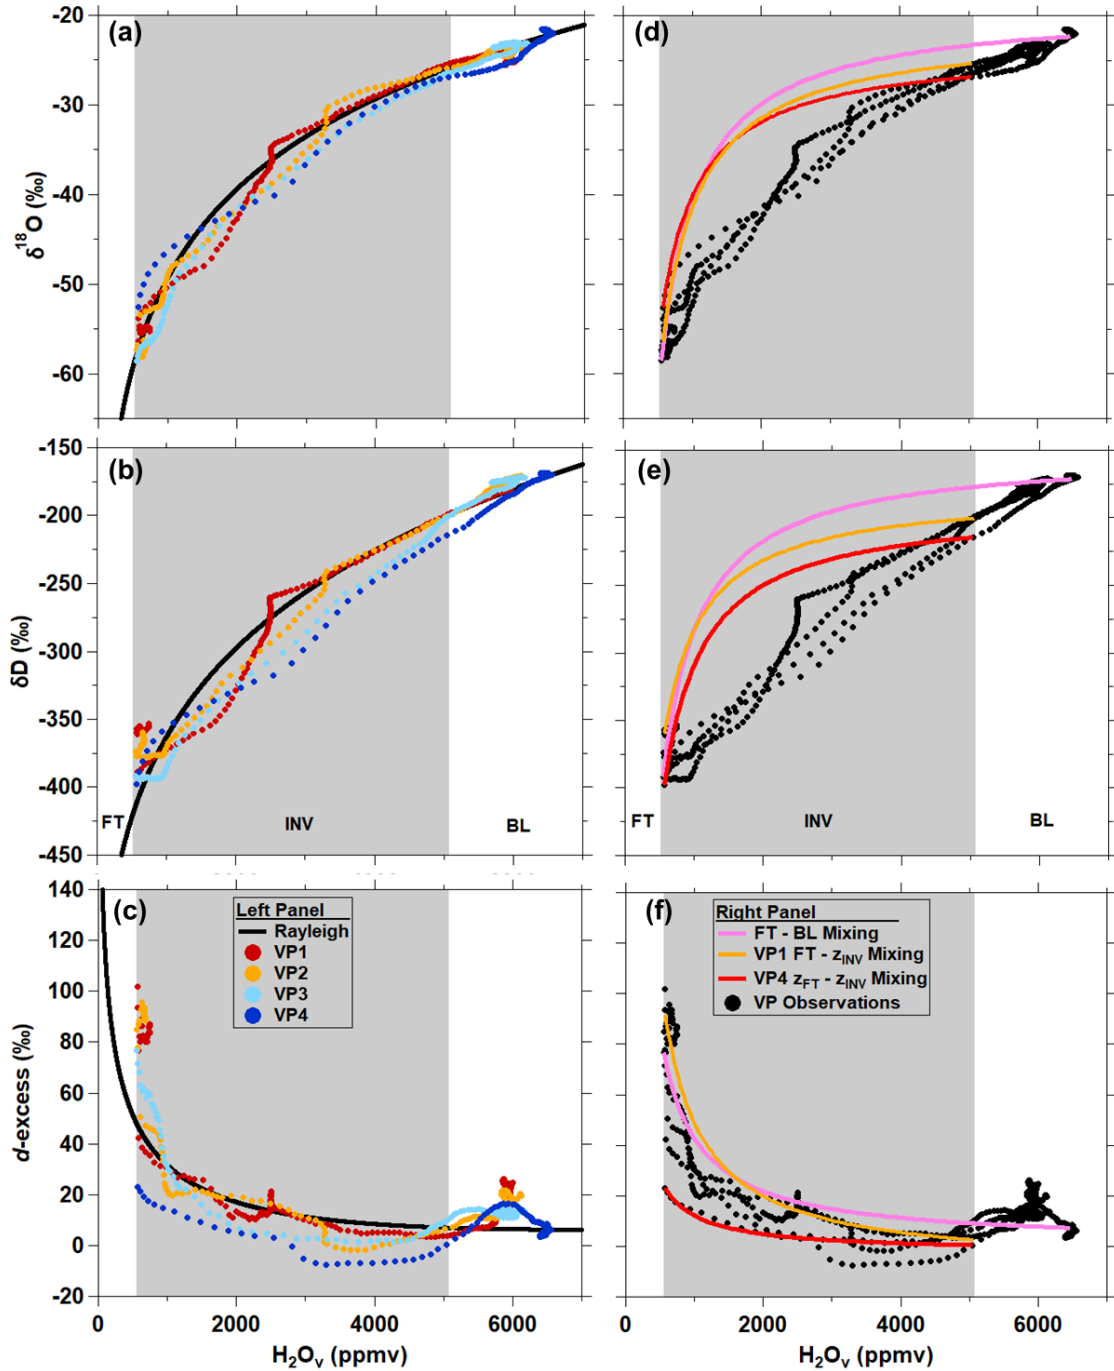 (a)
-20
-30
-40
-50
-60
δ18O (‰)
(d)
(b)
-150
-200
-250
-300
-350
-400
-450
δD (‰)
FT
INV
BL
(e)
FT
INV
BL
(c)
140
120
100
80
60
40
20
0
-20
d-excess (‰)
Left Panel
Rayleigh
VP1
VP2
VP3
VP4
0
2000
4000
6000
H2Ov (ppmv)
(f)
Right Panel
FT - BL Mixing
VP1 FT - zINV Mixing
VP4 zFT - zINV Mixing
VP Observations
0
2000
4000
6000
H2Ov (ppmv)